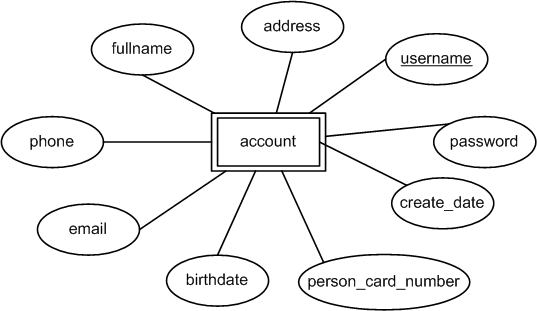 address
fullname
username
phone
account
password
create_date
email
birthdate
person_card_number